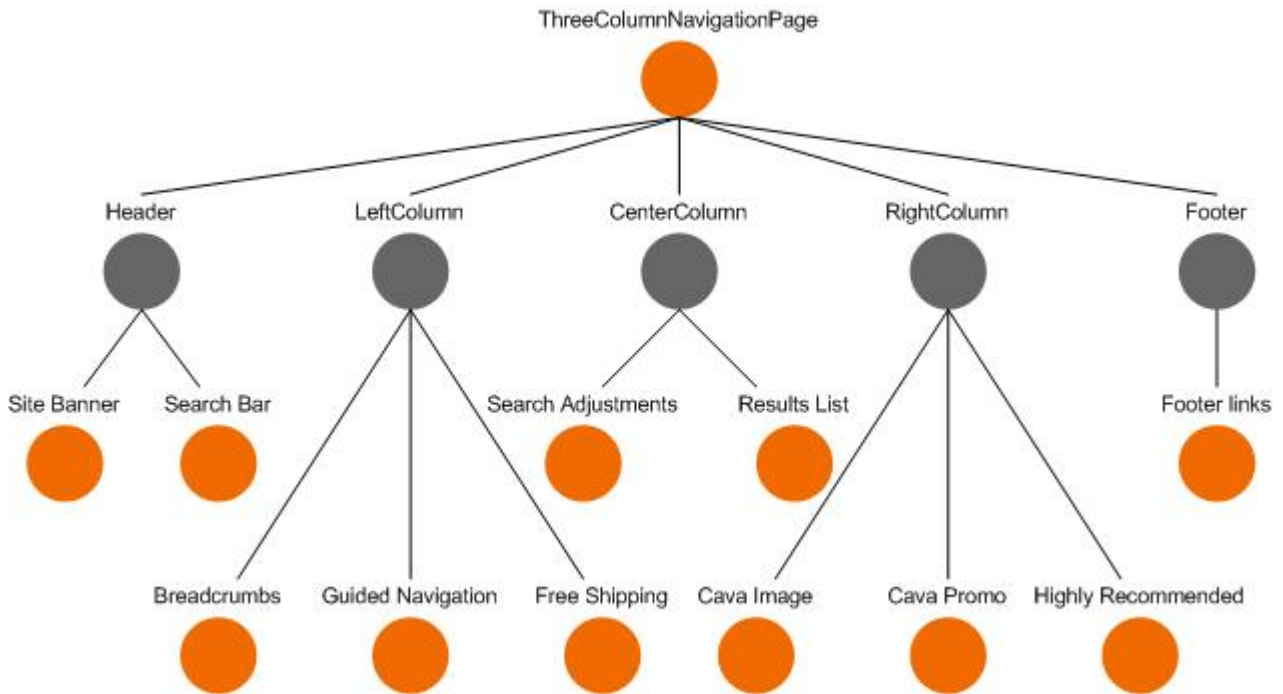 ThreeColumnNavigationPage
Header
LeftColumn
CenterColumn
RightColumn
Footer
Site Banner
Search Bar
Search Adjustments
Results List
Footer links
Breadcrumbs
Guided Navigation
Free Shipping
Cava Image
Cava Promo
Highly Recommended